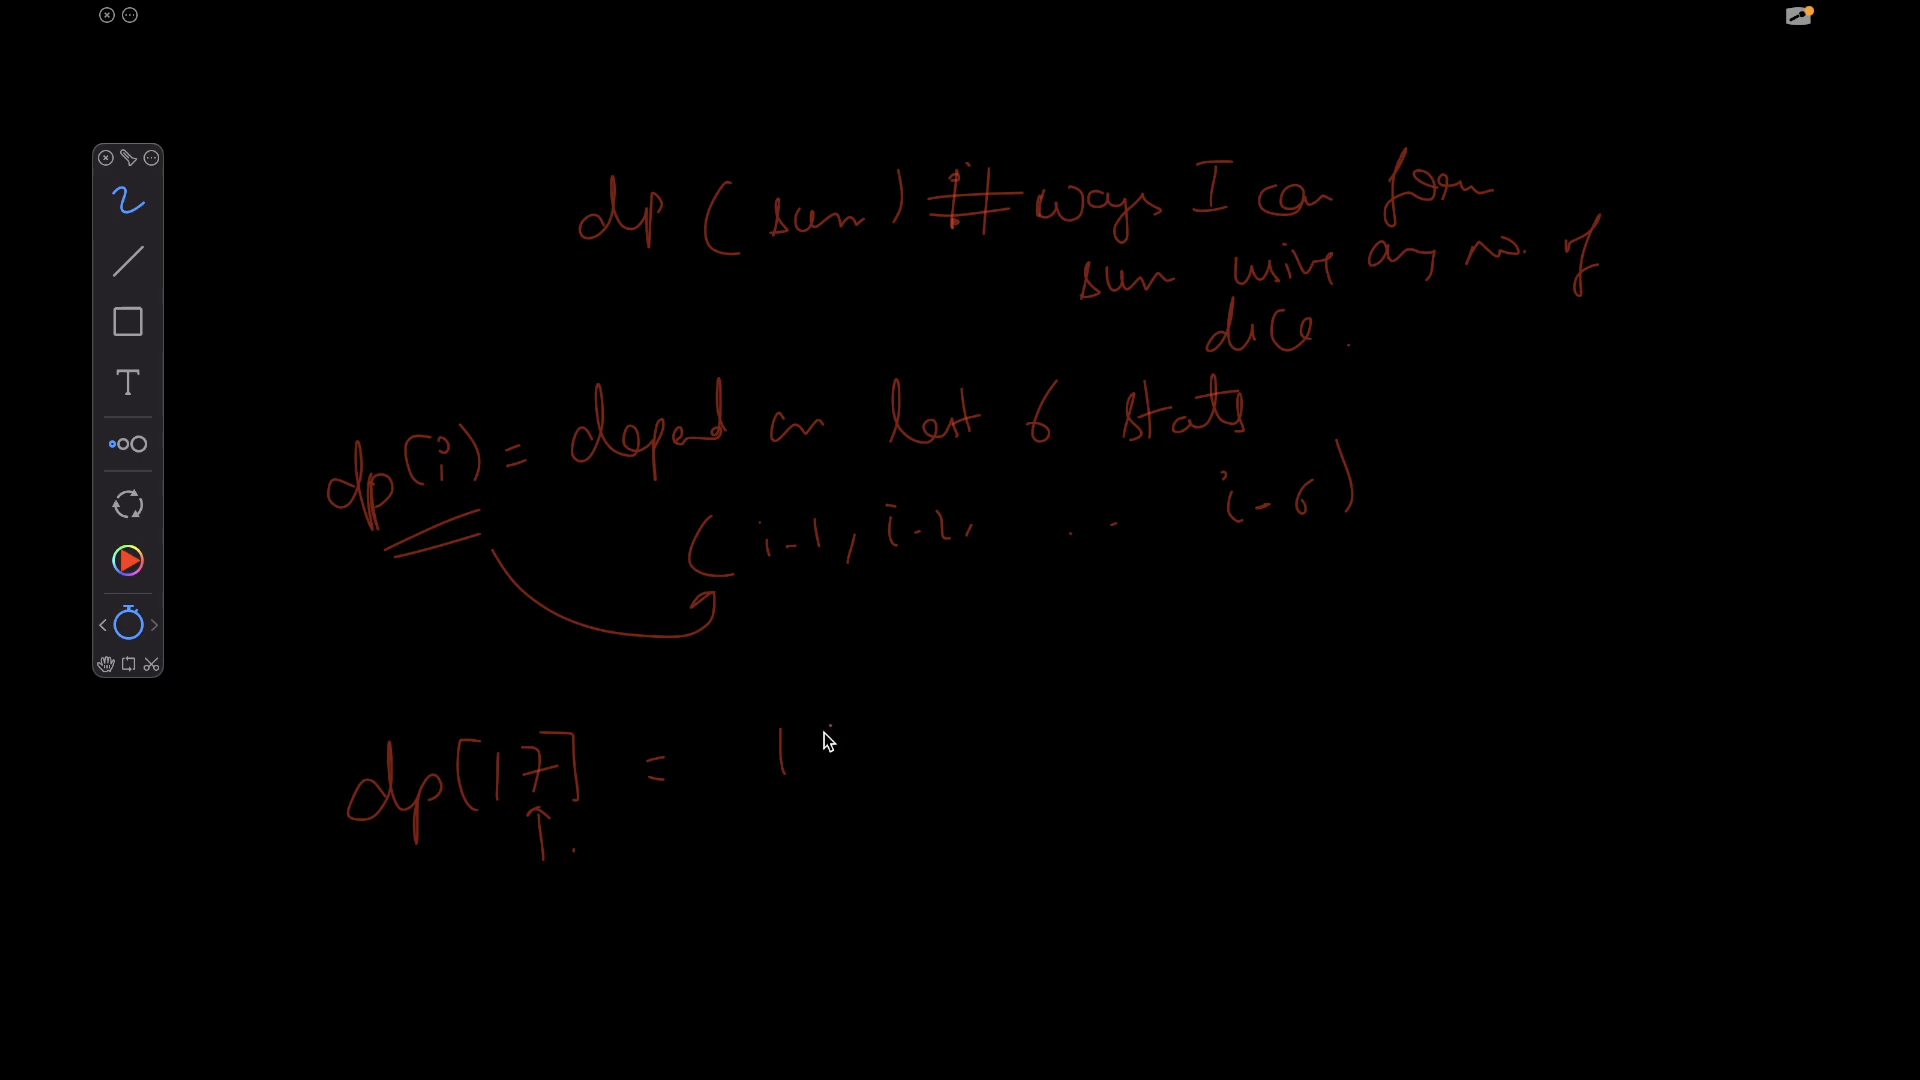 dp ( sum ) # ways I can form
sum using any no. of
dice.
dp(i) = depend on last 6 states
( i-1, i-2, .. i-6 )
dp[17] = 1
T